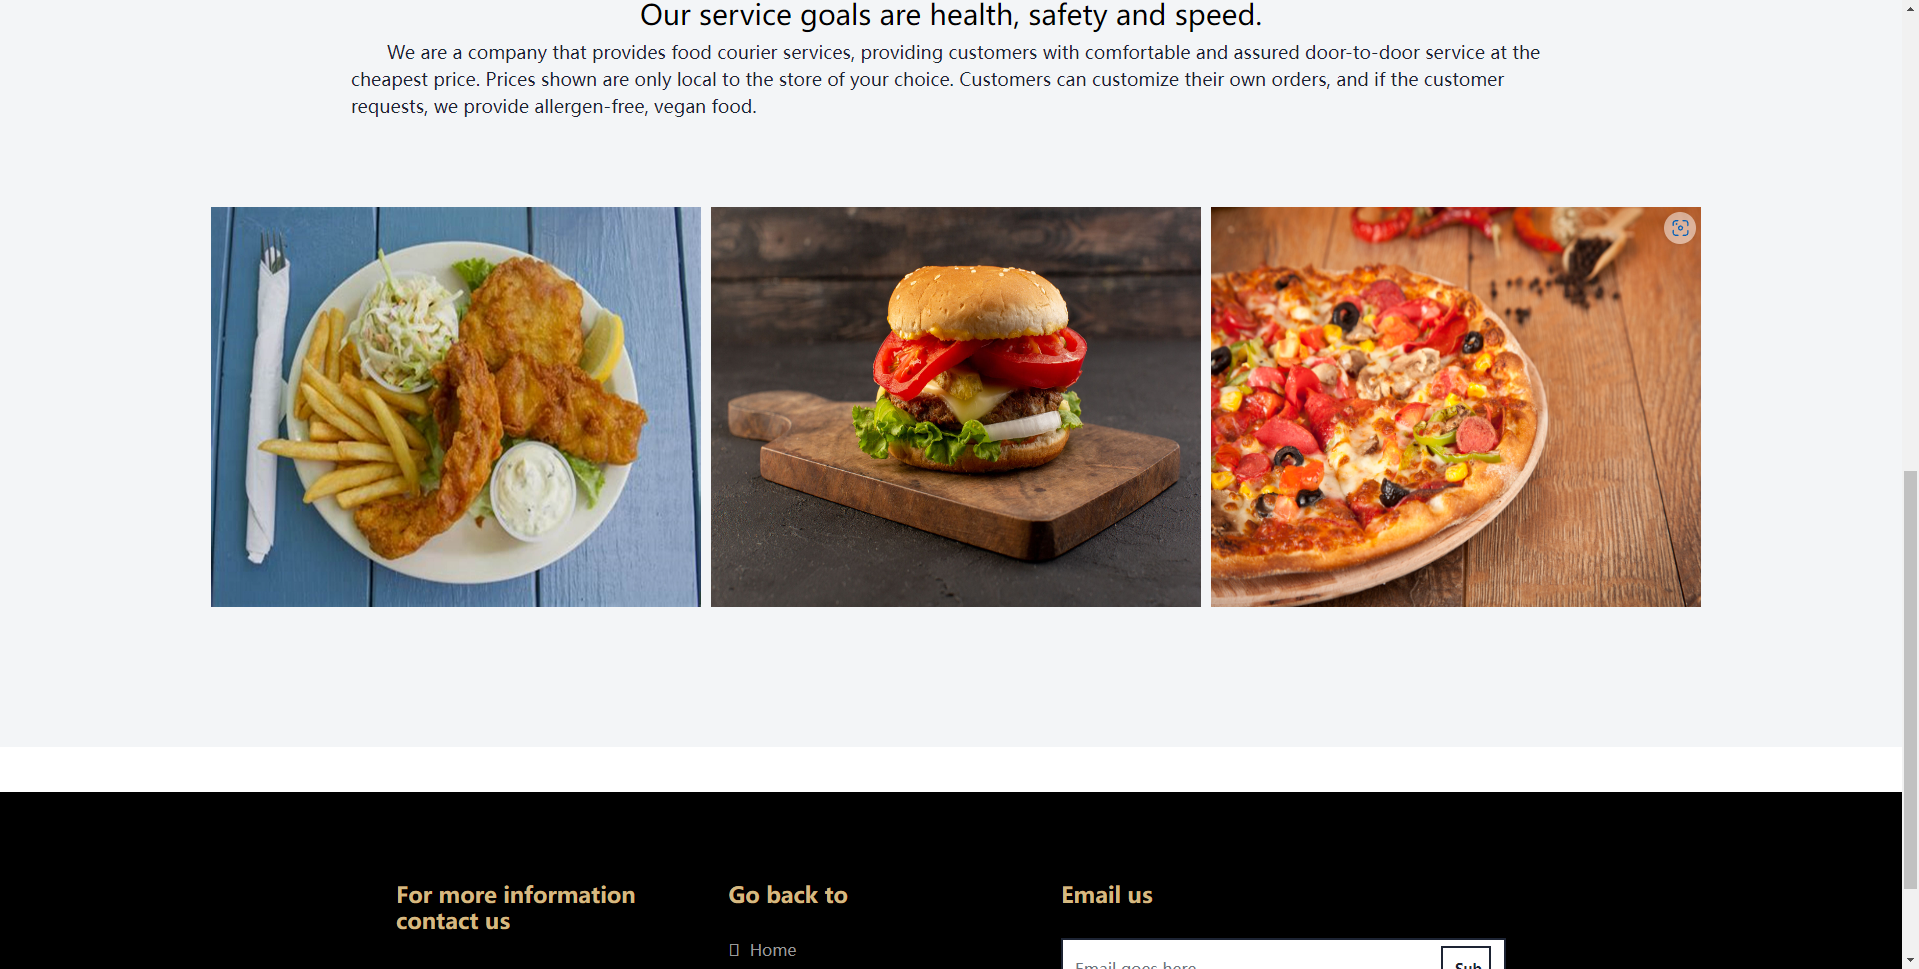 Our service goals are health, safety and speed.
We are a company that provides food courier services, providing customers with comfortable and assured door-to-door service at the
cheapest price. Prices shown are only local to the store of your choice. Customers can customize their own orders, and if the customer
requests, we provide allergen-free, vegan food.
For more information
contact us
Go back to
Home
Email us
Email goes here
Sub